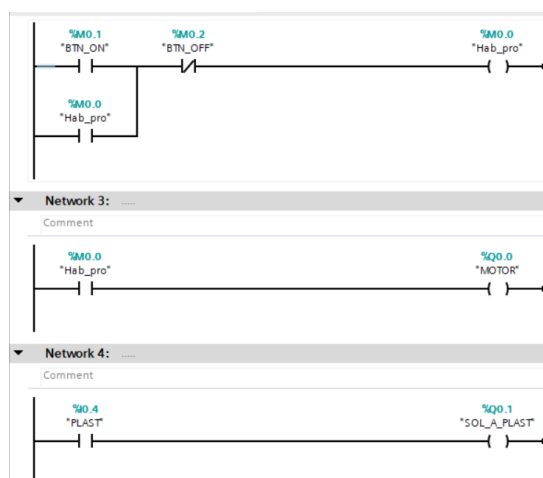 %M0.1 %M0.2 %M0.0
"BTN_ON" "BTN_OFF" "Hab_pro"
%M0.0
"Hab_pro"
Network 3: .....
Comment
%M0.0 %Q0.0
"Hab_pro" "MOTOR"
Network 4: .....
Comment
%I0.4 %Q0.1
"PLAST" "SOL_A_PLAST"